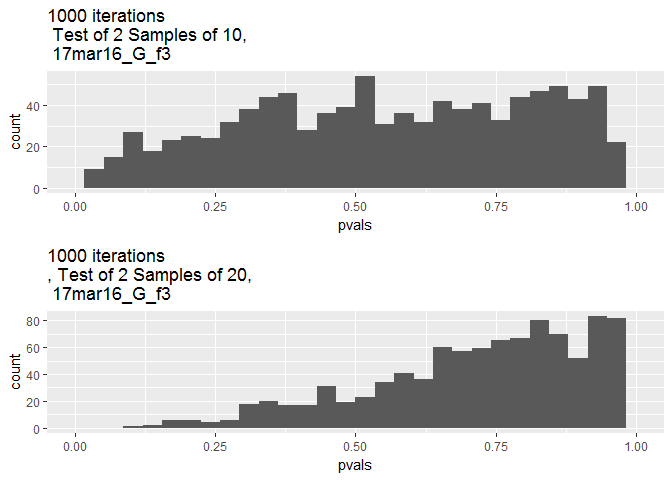 1000 iterations
Test of 2 Samples of 10,
17mar16_G_f3
40
20
0
count
0.00 0.25 0.50 0.75 1.00
pvals
1000 iterations
, Test of 2 Samples of 20,
17mar16_G_f3
80
60
40
20
0
count
0.00 0.25 0.50 0.75 1.00
pvals